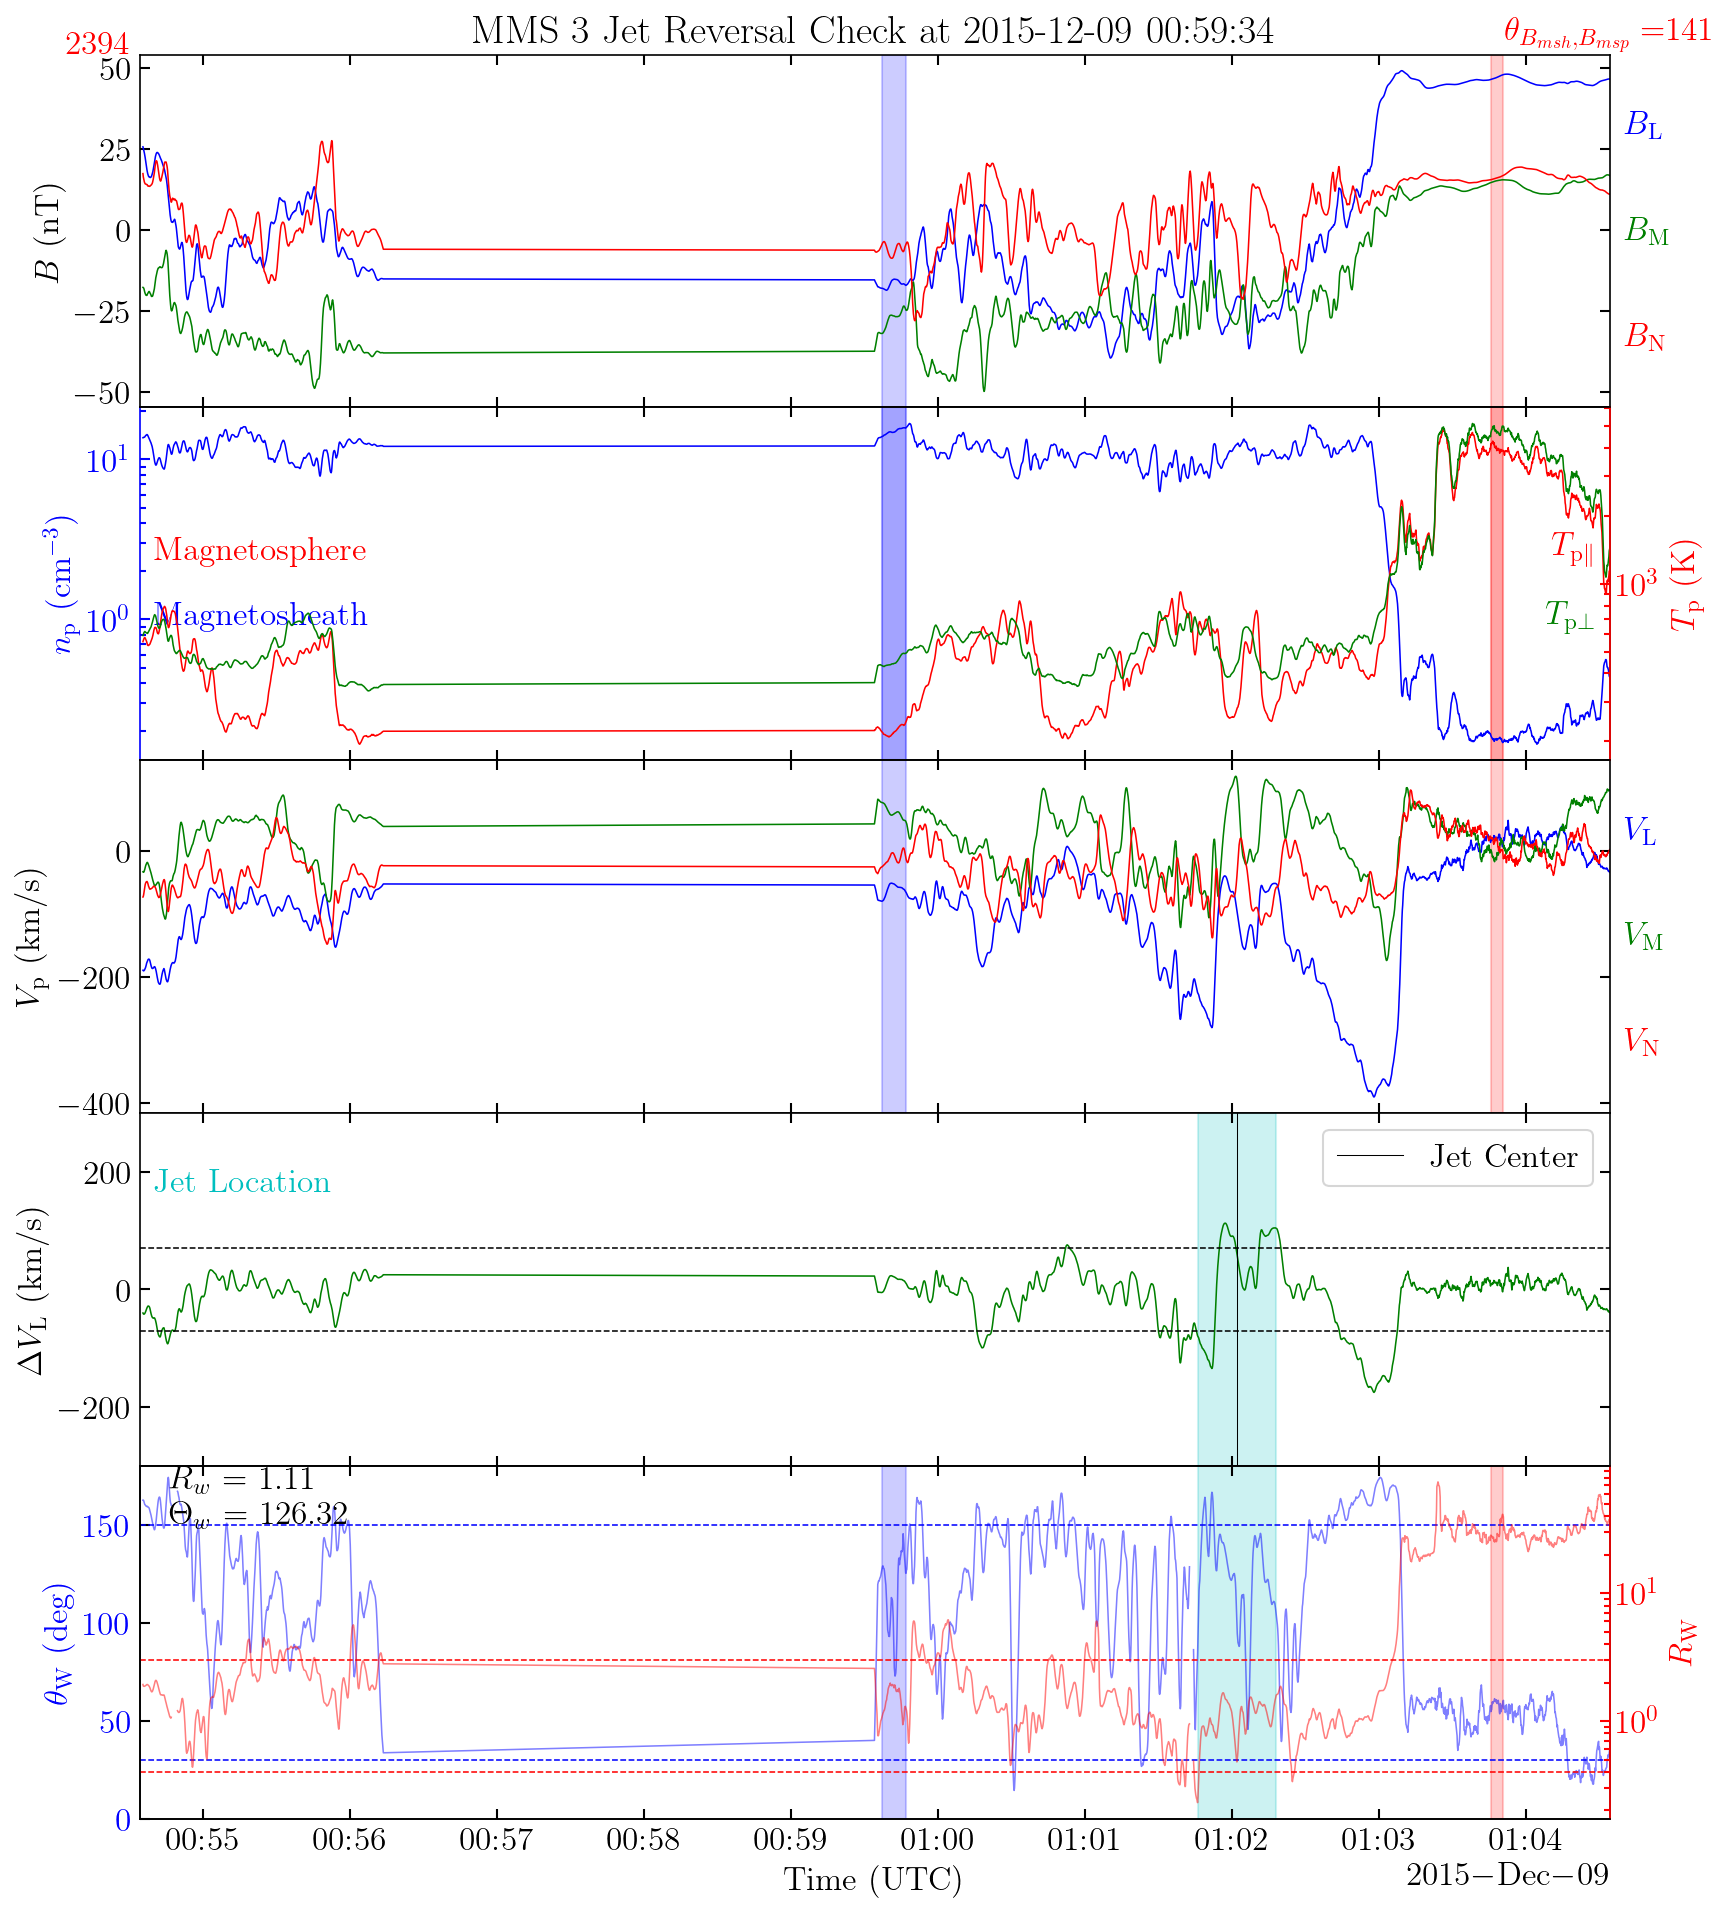 MMS 3 Jet Reversal Check at 2015-12-09 00:59:34
2394
θ_{B_{msh},B_{msp}} =141
50
25
0
−25
−50
B (nT)
B_L
B_M
B_N
10^1
10^0
n_p (cm^{−3})
Magnetosphere
Magnetosheath
T_{p∥}
T_{p⊥}
10^3
T_p (K)
0
−200
−400
V_p (km/s)
V_L
V_M
V_N
200
0
−200
ΔV_L (km/s)
Jet Location
Jet Center
R_w = 1.11
Θ_w = 126.32
150
100
50
0
θ_W (deg)
10^1
10^0
R_W
00:55 00:56 00:57 00:58 00:59 01:00 01:01 01:02 01:03 01:04
Time (UTC)
2015−Dec−09